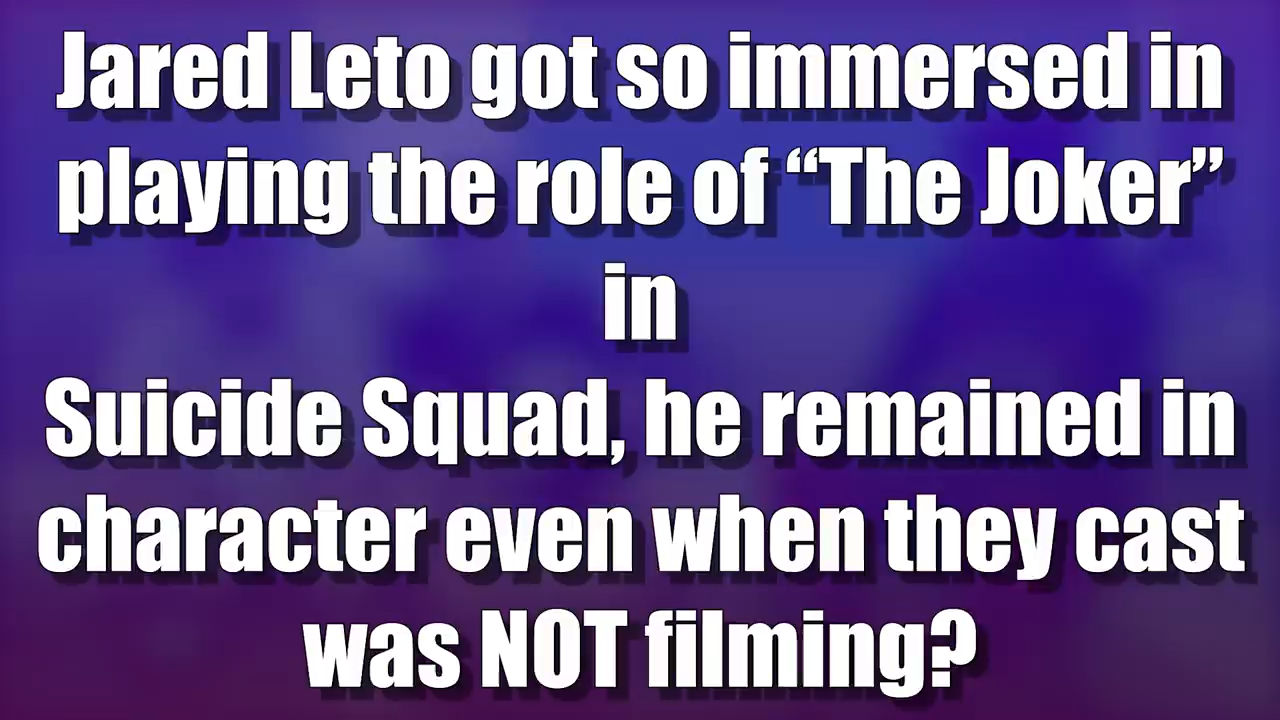 Jared Leto got so immersed in
playing the role of “The Joker”
in
Suicide Squad, he remained in
character even when they cast
was NOT filming?